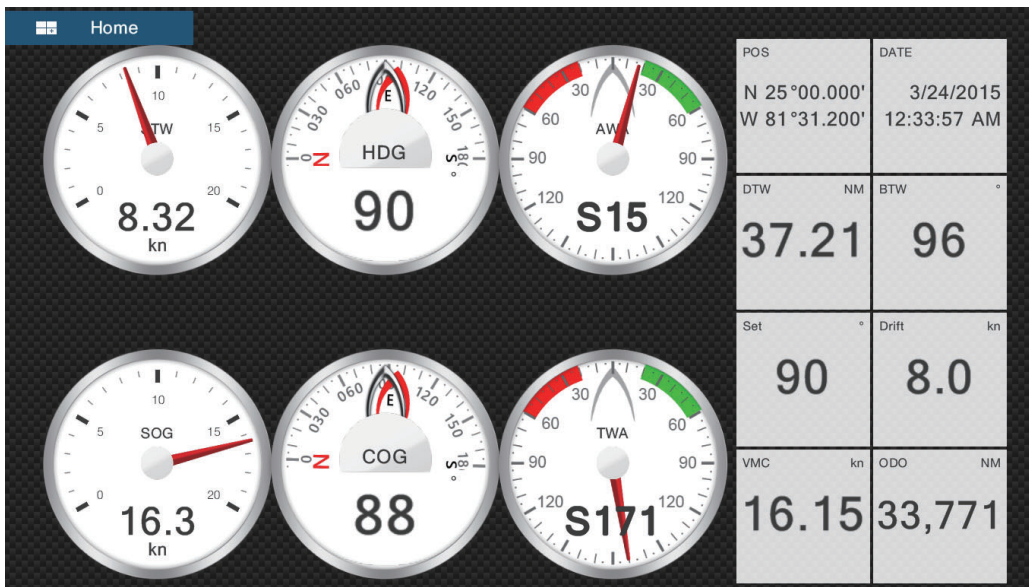 Home
10
5
STW
15
0
20
8.32
kn
060
E
120
030
150
0
N
HDG
S
180
90
30
30
60
AWA
60
90
90
120
120
S15
POS
N 25°00.000'
W 81°31.200'
DATE
3/24/2015
12:33:57 AM
DTW NM
37.21
BTW °
96
Set °
90
Drift kn
8.0
10
5
SOG
15
0
20
16.3
kn
060
E
120
030
150
0
N
COG
S
18
88
30
30
60
TWA
60
90
90
120
120
S171
VMC kn
16.15
ODO NM
33,771